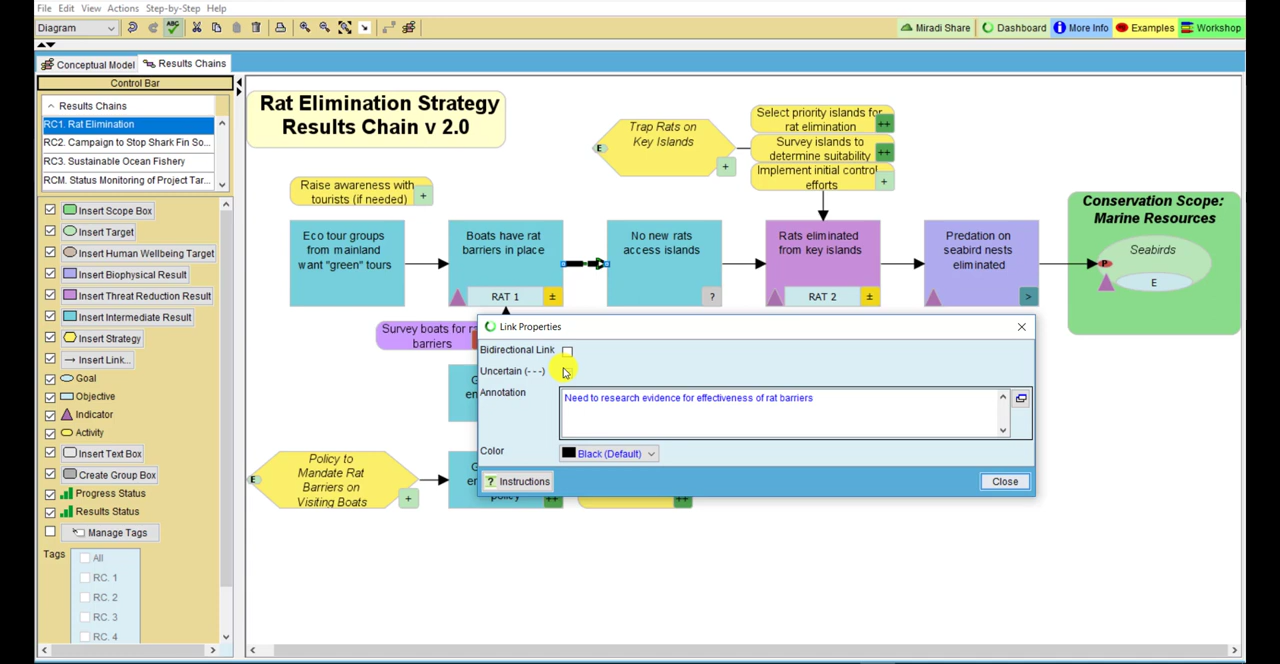 File Edit View Actions Step-by-Step Help
Diagram
ABC
Miradi Share
Dashboard
More Info
Examples
Workshop
Conceptual Model
Results Chains
Control Bar
Results Chains
RC1. Rat Elimination
RC2. Campaign to Stop Shark Fin So...
RC3. Sustainable Ocean Fishery
RCM. Status Monitoring of Project Tar...
Insert Scope Box
Insert Target
Insert Human Wellbeing Target
Insert Biophysical Result
Insert Threat Reduction Result
Insert Intermediate Result
Insert Strategy
Insert Link...
Goal
Objective
Indicator
Activity
Insert Text Box
Create Group Box
Progress Status
Results Status
Manage Tags
Tags
All
RC. 1
RC. 2
RC. 3
RC. 4
Rat Elimination Strategy
Results Chain v 2.0
Trap Rats on
Key Islands
E
+
Select priority islands for
rat elimination
++
Survey islands to
determine suitability
++
Implement initial control
efforts
+
Raise awareness with
tourists (if needed)
+
Eco tour groups
from mainland
want "green" tours
Boats have rat
barriers in place
RAT 1
±
No new rats
access islands
?
Rats eliminated
from key islands
RAT 2
±
Predation on
seabird nests
eliminated
>
Conservation Scope:
Marine Resources
Seabirds
P
E
Survey boats for
barriers
Policy to
Mandate Rat
Barriers on
Visiting Boats
E
+
policy
++
++
Link Properties
Bidirectional Link
Uncertain (- - -)
Annotation
Need to research evidence for effectiveness of rat barriers
Color
Black (Default)
? Instructions
Close